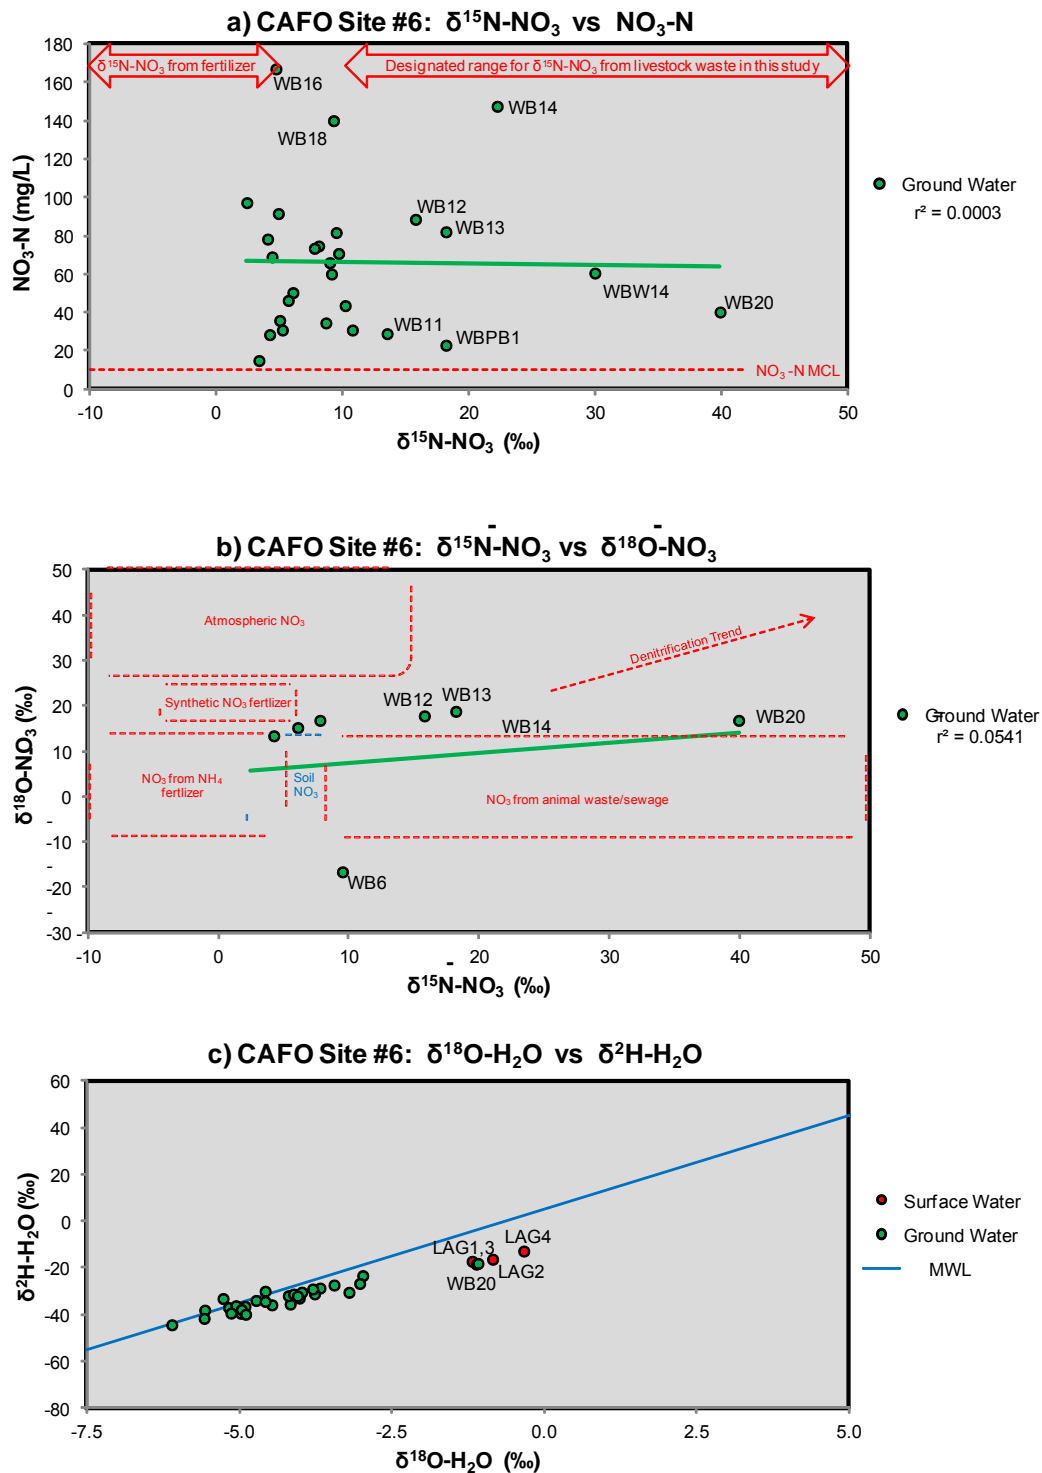 a) CAFO Site #6: δ¹⁵N-NO₃ vs NO₃-N
180
160
140
120
100
80
60
40
20
0
NO₃-N (mg/L)
δ¹⁵N-NO₃ from fertilizer
Designated range for δ¹⁵N-NO₃ from livestock waste in this study
WB16
WB14
WB18
WB12
WB13
WBW14
WB20
WB11
WBPB1
NO₃-N MCL
Ground Water
r² = 0.0003
-10 0 10 20 30 40 50
δ¹⁵N-NO₃ (‰)
b) CAFO Site #6: δ¹⁵N-NO₃ vs δ¹⁸O-NO₃
50
40
30
20
10
0
-10
-20
-30
δ¹⁸O-NO₃ (‰)
Atmospheric NO₃
Denitrification Trend
Synthetic NO₃ fertlizer
WB12
WB13
WB14
WB20
NO₃ from NH₄
fertlizer
Soil
NO₃
NO₃ from animal waste/sewage
WB6
Ground Water
r² = 0.0541
-10 0 10 20 30 40 50
δ¹⁵N-NO₃ (‰)
c) CAFO Site #6: δ¹⁸O-H₂O vs δ²H-H₂O
60
40
20
0
-20
-40
-60
-80
δ²H-H₂O (‰)
LAG4
LAG1,3
LAG2
WB20
Surface Water
Ground Water
MWL
-7.5 -5.0 -2.5 0.0 2.5 5.0
δ¹⁸O-H₂O (‰)